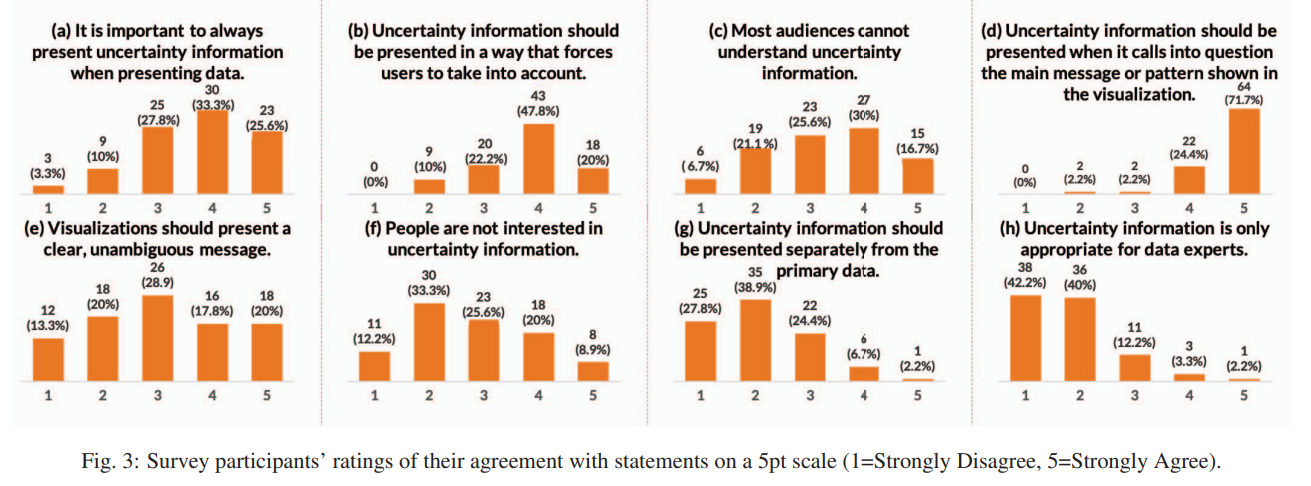 (a) It is important to always
present uncertainty information
when presenting data.
3
(3.3%)
9
(10%)
25
(27.8%)
30
(33.3%)
23
(25.6%)
1 2 3 4 5
(b) Uncertainty information should
be presented in a way that forces
users to take into account.
0
(0%)
9
(10%)
20
(22.2%)
43
(47.8%)
18
(20%)
1 2 3 4 5
(c) Most audiences cannot
understand uncertainty
information.
6
(6.7%)
19
(21.1%)
23
(25.6%)
27
(30%)
15
(16.7%)
1 2 3 4 5
(d) Uncertainty information should be
presented when it calls into question
the main message or pattern shown in
the visualization.
0
(0%)
2
(2.2%)
2
(2.2%)
22
(24.4%)
64
(71.7%)
1 2 3 4 5
(e) Visualizations should present a
clear, unambiguous message.
12
(13.3%)
18
(20%)
26
(28.9)
16
(17.8%)
18
(20%)
1 2 3 4 5
(f) People are not interested in
uncertainty information.
11
(12.2%)
30
(33.3%)
23
(25.6%)
18
(20%)
8
(8.9%)
1 2 3 4 5
(g) Uncertainty information should
be presented separately from the
primary data.
25
(27.8%)
35
(38.9%)
22
(24.4%)
6
(6.7%)
1
(2.2%)
1 2 3 4 5
(h) Uncertainty information is only
appropriate for data experts.
38
(42.2%)
36
(40%)
11
(12.2%)
3
(3.3%)
1
(2.2%)
1 2 3 4 5
Fig. 3: Survey participants’ ratings of their agreement with statements on a 5pt scale (1=Strongly Disagree, 5=Strongly Agree).